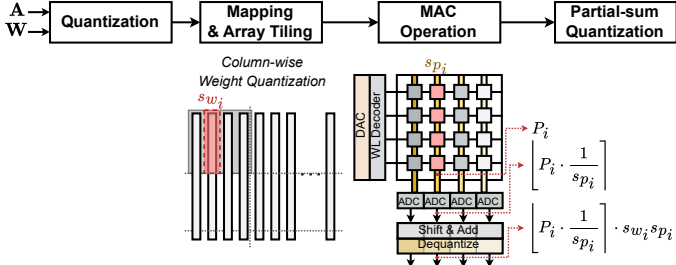 A
W
Quantization
Mapping
& Array Tiling
MAC
Operation
Partial-sum
Quantization
Column-wise
Weight Quantization
s_{w_i}
...
s_{p_i}
DAC
WL Decoder
ADC ADC ADC ADC
Shift & Add
Dequantize
P_i
⌊P_i · 1/s_{p_i}⌉
⌊P_i · 1/s_{p_i}⌉ · s_{w_i} s_{p_i}